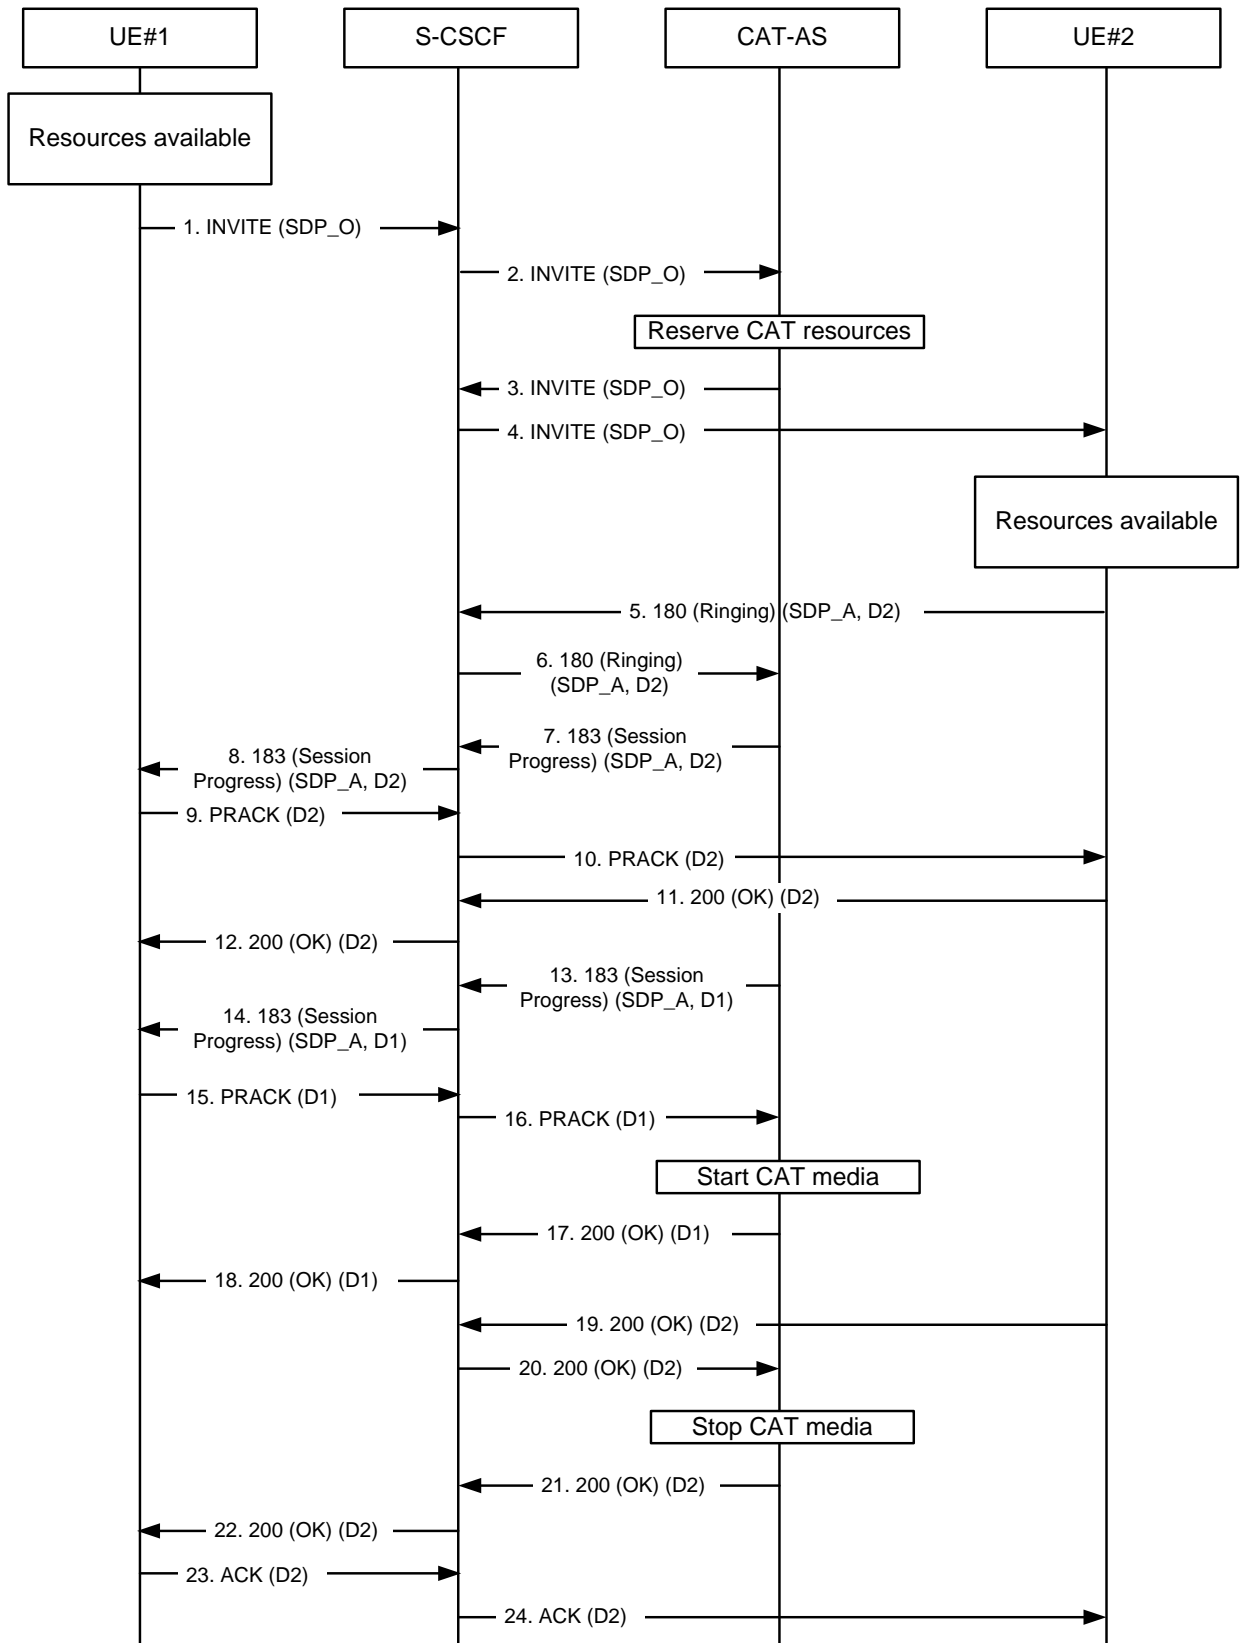 UE#1
S-CSCF
CAT-AS
UE#2
Resources available
1. INVITE (SDP_O)
2. INVITE (SDP_O)
Reserve CAT resources
3. INVITE (SDP_O)
4. INVITE (SDP_O)
Resources available
5. 180 (Ringing) (SDP_A, D2)
6. 180 (Ringing)
(SDP_A, D2)
7. 183 (Session
Progress) (SDP_A, D2)
8. 183 (Session
Progress) (SDP_A, D2)
9. PRACK (D2)
10. PRACK (D2)
11. 200 (OK) (D2)
12. 200 (OK) (D2)
13. 183 (Session
Progress) (SDP_A, D1)
14. 183 (Session
Progress) (SDP_A, D1)
15. PRACK (D1)
16. PRACK (D1)
Start CAT media
17. 200 (OK) (D1)
18. 200 (OK) (D1)
19. 200 (OK) (D2)
20. 200 (OK) (D2)
Stop CAT media
21. 200 (OK) (D2)
22. 200 (OK) (D2)
23. ACK (D2)
24. ACK (D2)